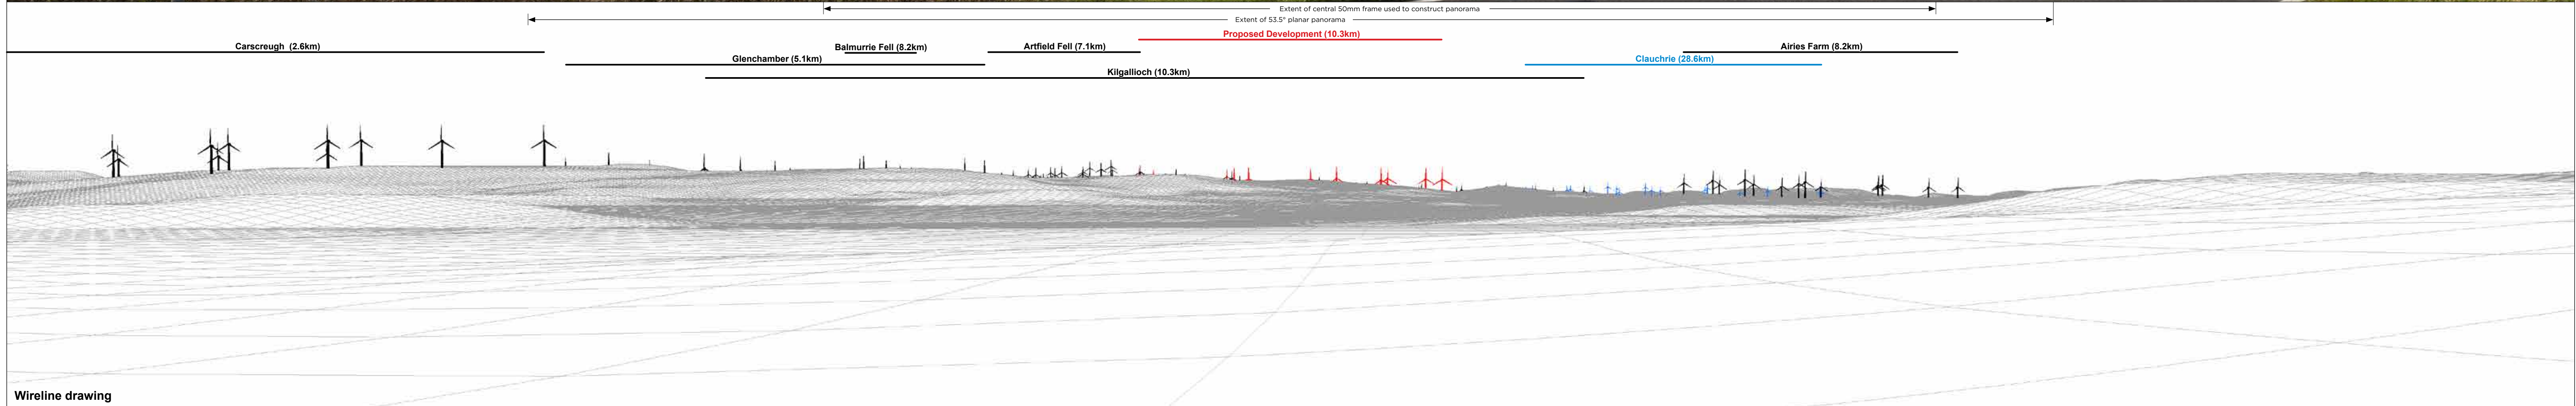 Extent of central 50mm frame used to construct panorama
Extent of 53.5° planar panorama
Proposed Development (10.3km)
Carscreugh (2.6km)
Balmurrie Fell (8.2km)
Artfield Fell (7.1km)
Airies Farm (8.2km)
Glenchamber (5.1km)
Clauchrie (28.6km)
Kilgallioch (10.3km)
Wireline drawing